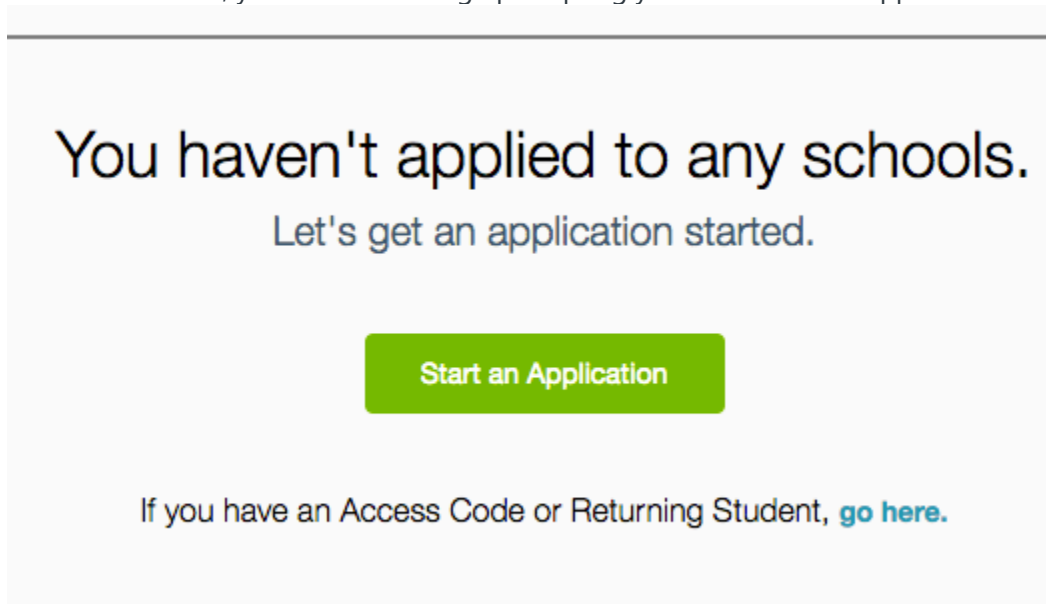 You haven't applied to any schools.
Let's get an application started.
Start an Application
If you have an Access Code or Returning Student, go here.